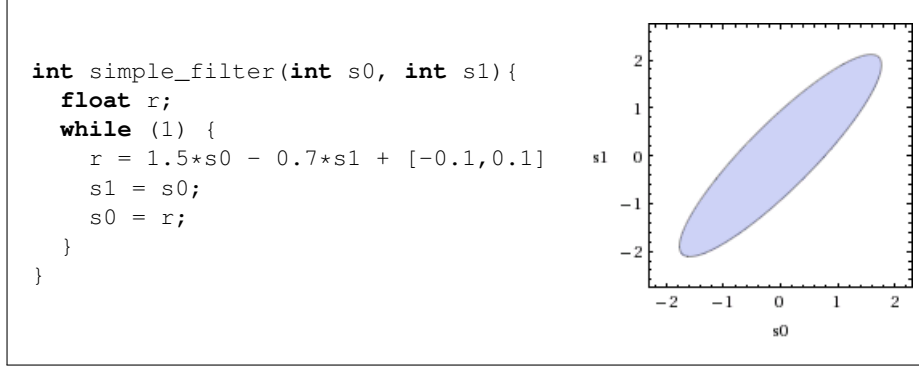 int simple_filter(int s0, int s1){
float r;
while (1) {
r = 1.5*s0 - 0.7*s1 + [-0.1,0.1]
s1 = s0;
s0 = r;
}
}
2
1
s1 0
-1
-2
-2 -1 0 1 2
s0